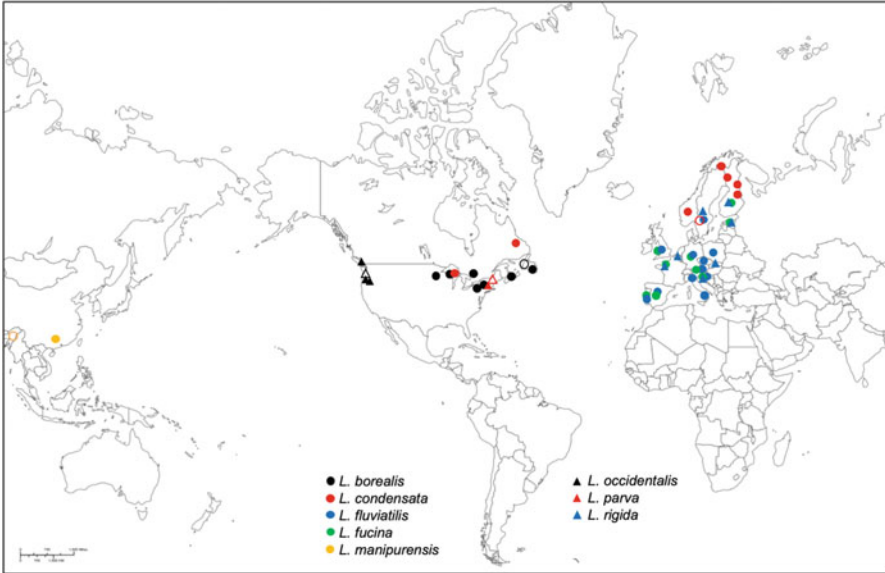 L. borealis
L. condensata
L. fluviatilis
L. fucina
L. manipurensis
L. occidentalis
L. parva
L. rigida